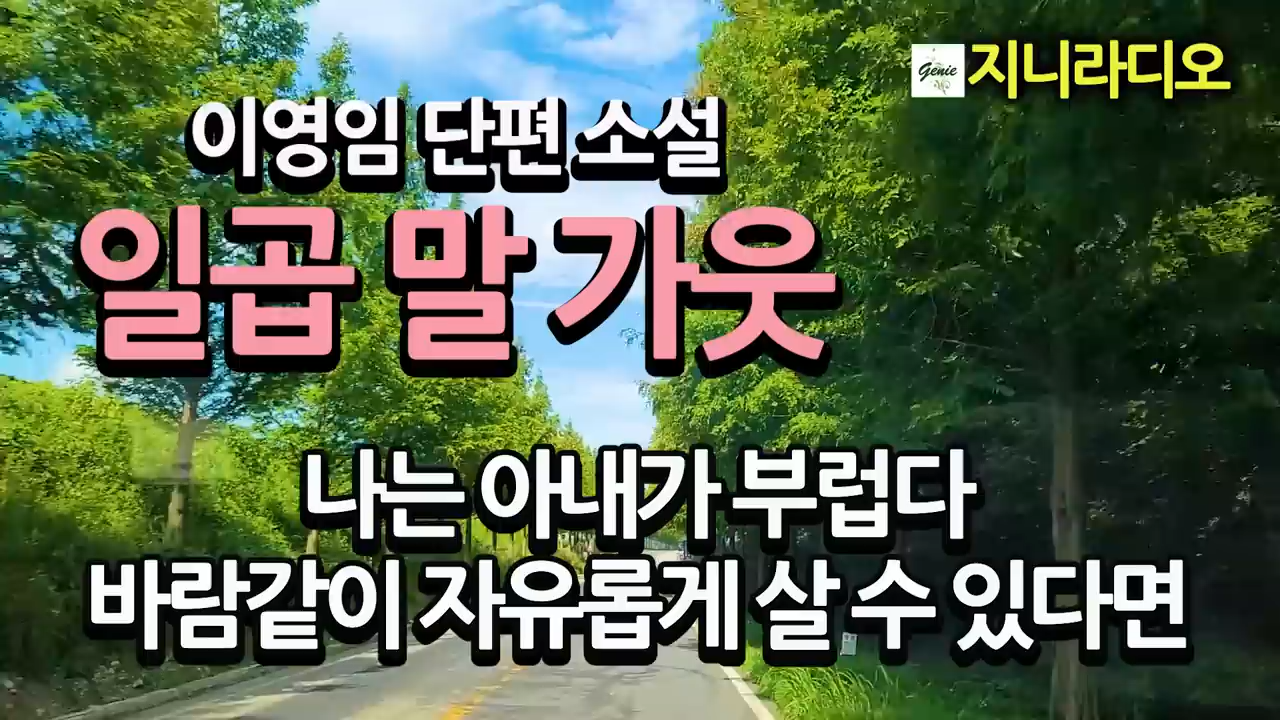 Genie 지니라디오
이영임 단편 소설
일곱 말 가웃
나는 아내가 부럽다
바람같이 자유롭게 살 수 있다면